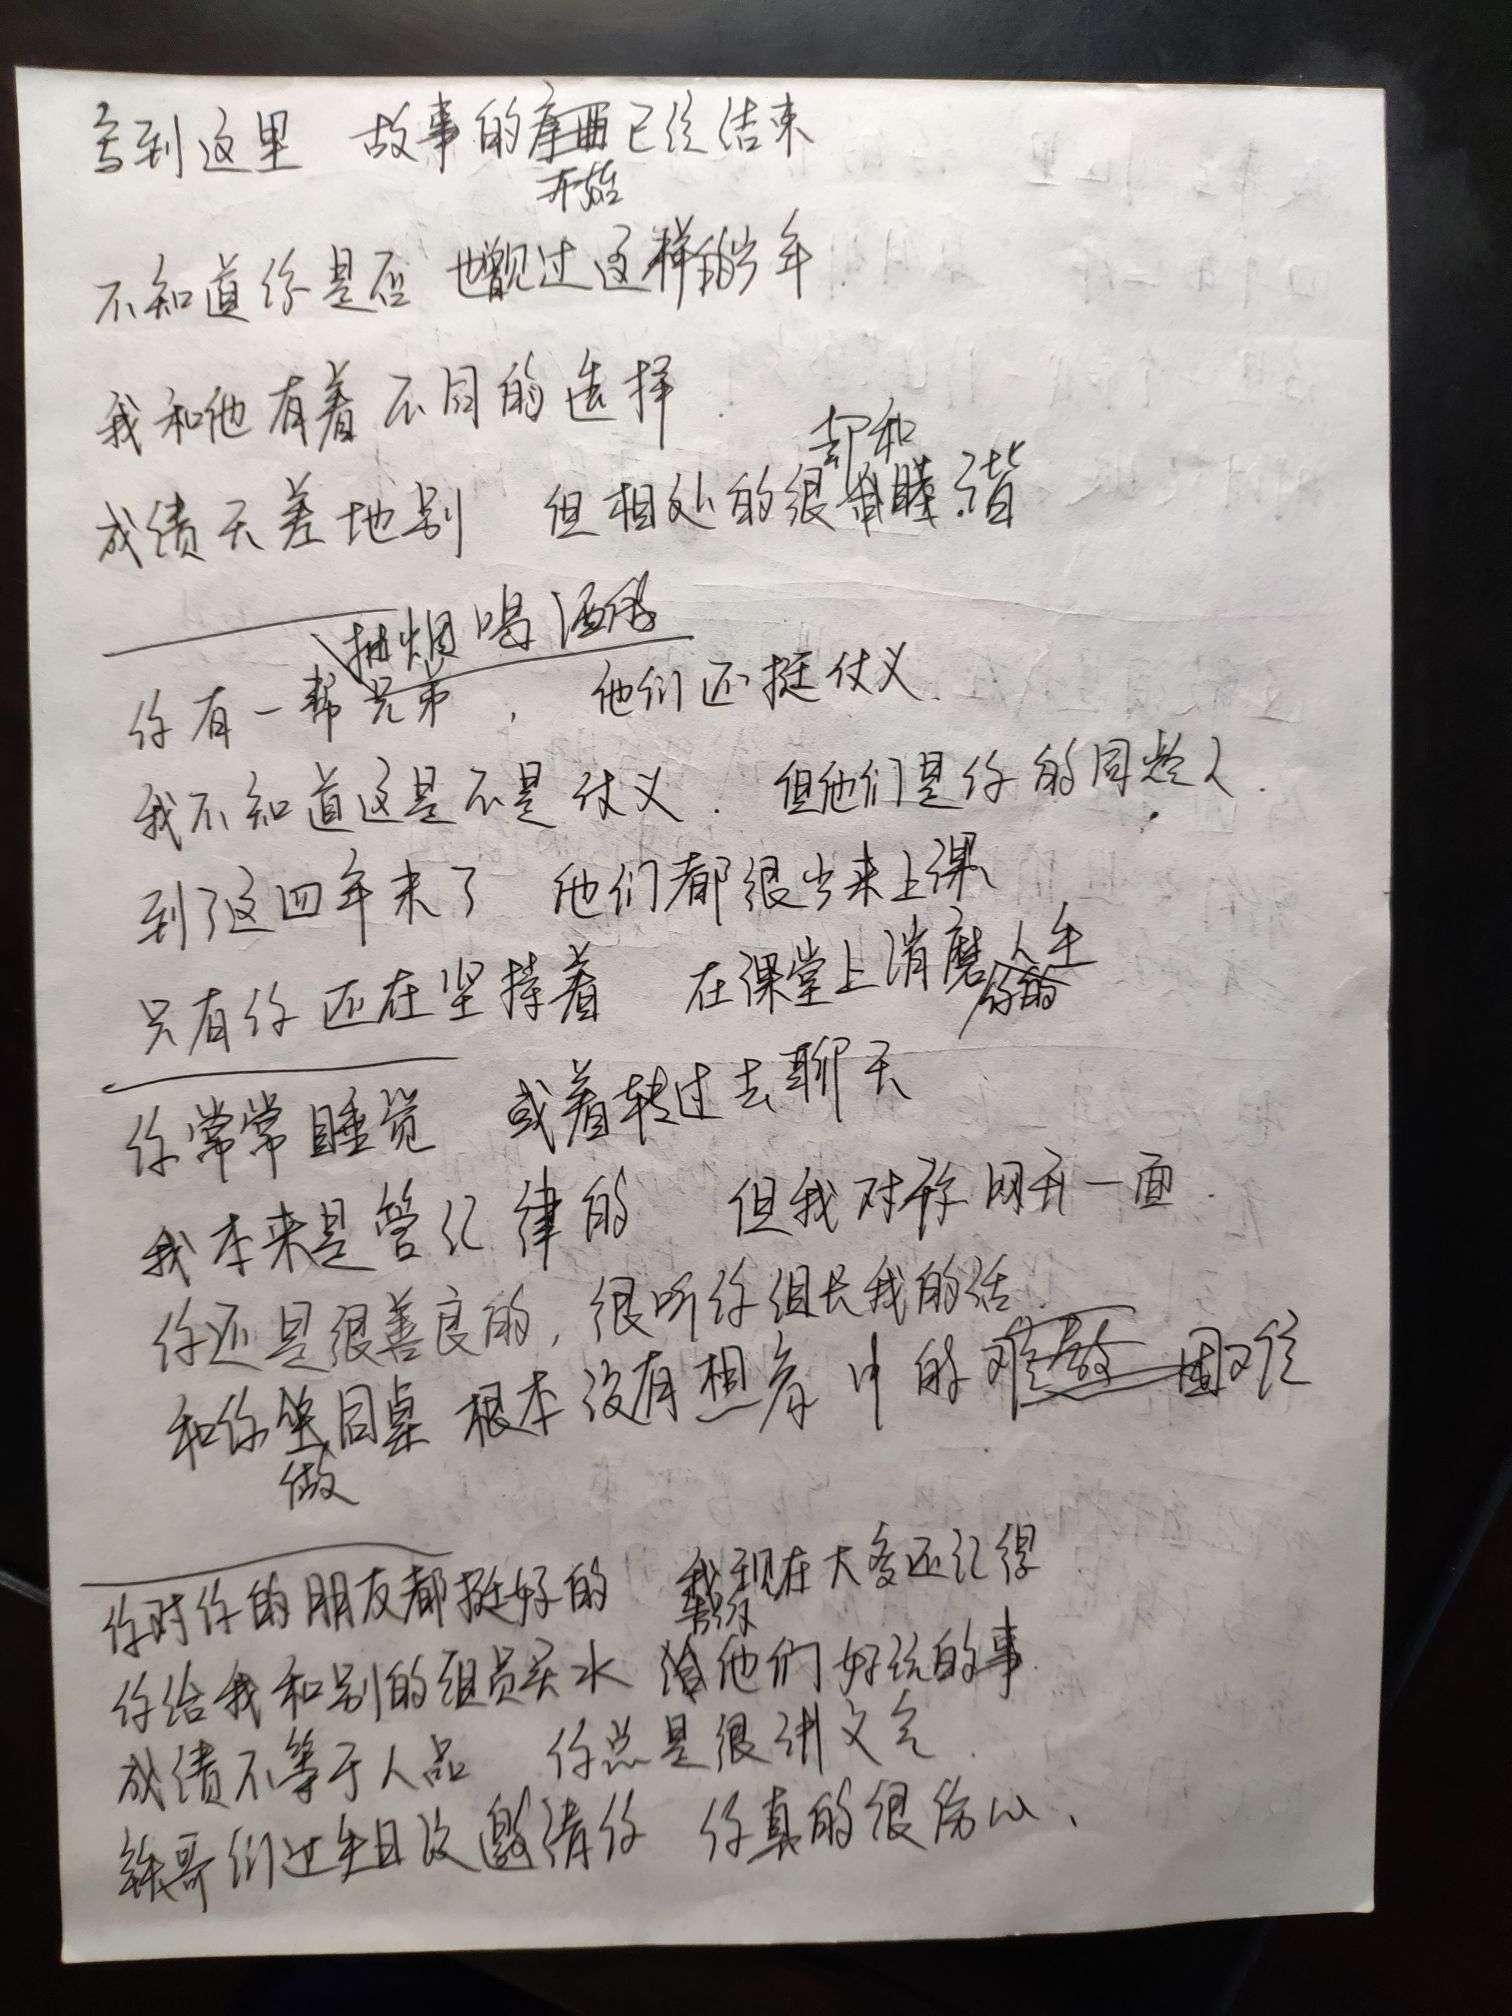 写到这里 故事的序曲已经结束
开始
不知道你是否 也见过这样的少年
我和他有着不同的选择
却和
成绩天差地别 但相处的很和睦谐
抽烟喝酒
你有一帮兄弟, 他们还挺仗义
我不知道这是不是仗义. 但他们是你的同龄人.
到了这四年来了 他们都很少来上课
只有你还在坚持着 在课堂上消磨人生
你的
你常常睡觉 或者转过去聊天
我本来是管纪律的 但我对你网开一面.
你还是很善良的, 很听你组长我的话.
和你坐同桌 根本没有想象中的难 困难
做
你对你的朋友都挺好的 我现在大多还记得
你给我和别的组员买水 给他们好玩的事.
成绩不等于人品 你总是很讲义气.
铁哥们过生日没邀请你 你真的很伤心、